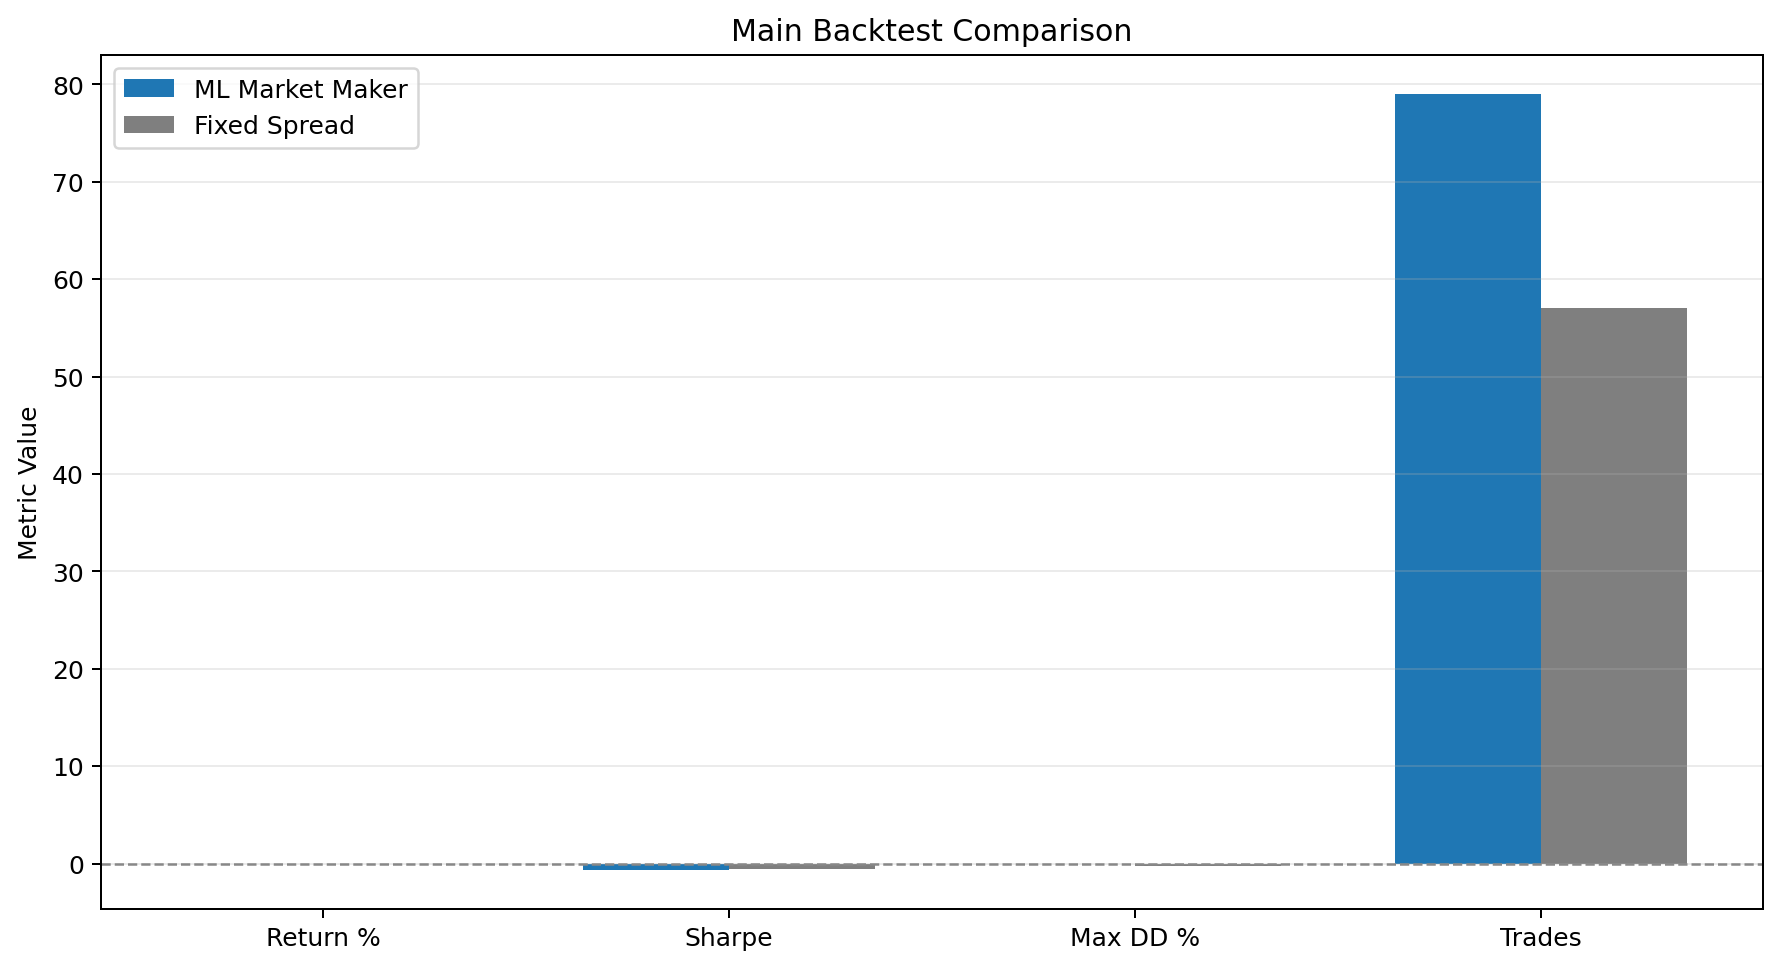 Main Backtest Comparison
ML Market Maker
Fixed Spread
Metric Value
80
70
60
50
40
30
20
10
0
Return %
Sharpe
Max DD %
Trades